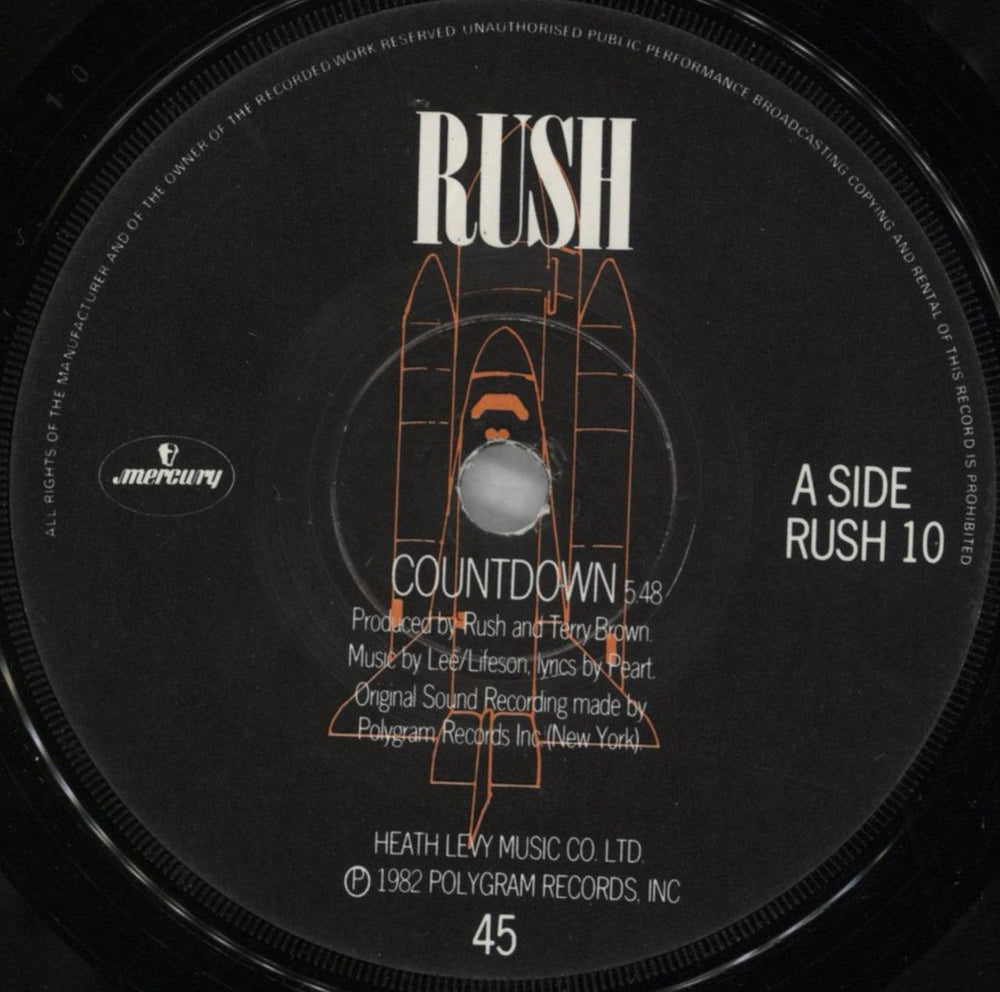 ALL RIGHTS OF THE MANUFACTURER AND OF THE OWNER OF THE RECORDED WORK RESERVED UNAUTHORISED PUBLIC PERFORMANCE BROADCASTING COPYING AND RENTAL OF THIS RECORD IS PROHIBITED
RUSH
mercury
A SIDE
RUSH 10
COUNTDOWN 5.48
Produced by Rush and Terry Brown.
Music by Lee/Lifeson, lyrics by Peart.
Original Sound Recording made by
Polygram Records Inc (New York).
HEATH LEVY MUSIC CO. LTD.
Ⓟ 1982 POLYGRAM RECORDS, INC
45